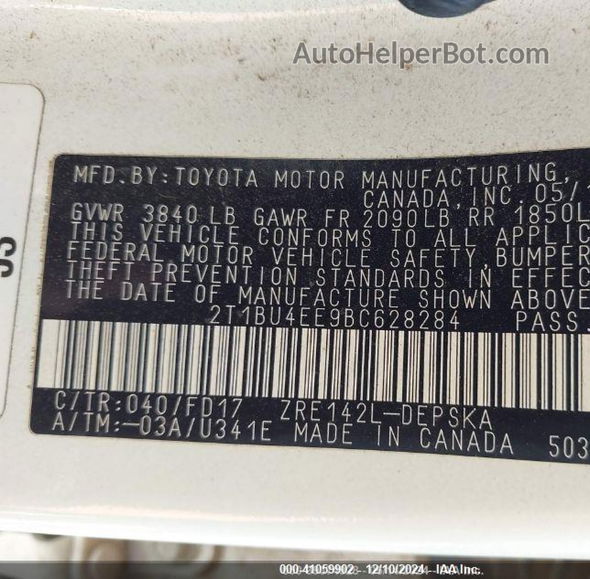 AutoHelperBot.com
MFD. BY: TOYOTA MOTOR MANUFACTURING,
CANADA, INC. 05/1
GVWR 3840 LB GAWR FR 2090LB RR 1850L
THIS VEHICLE CONFORMS TO ALL APPLIC
FEDERAL MOTOR VEHICLE SAFETY, BUMPER
THEFT PREVENTION STANDARDS IN EFFEC
THE DATE OF MANUFACTURE SHOWN ABOVE
2T1BU4EE9BC628284 PASS.
C/TR:040/FD17 ZRE142L-DEPSKA
A/TM:-03A/U341E MADE IN CANADA 503
000-41059902 12/10/2024 IAA Inc.